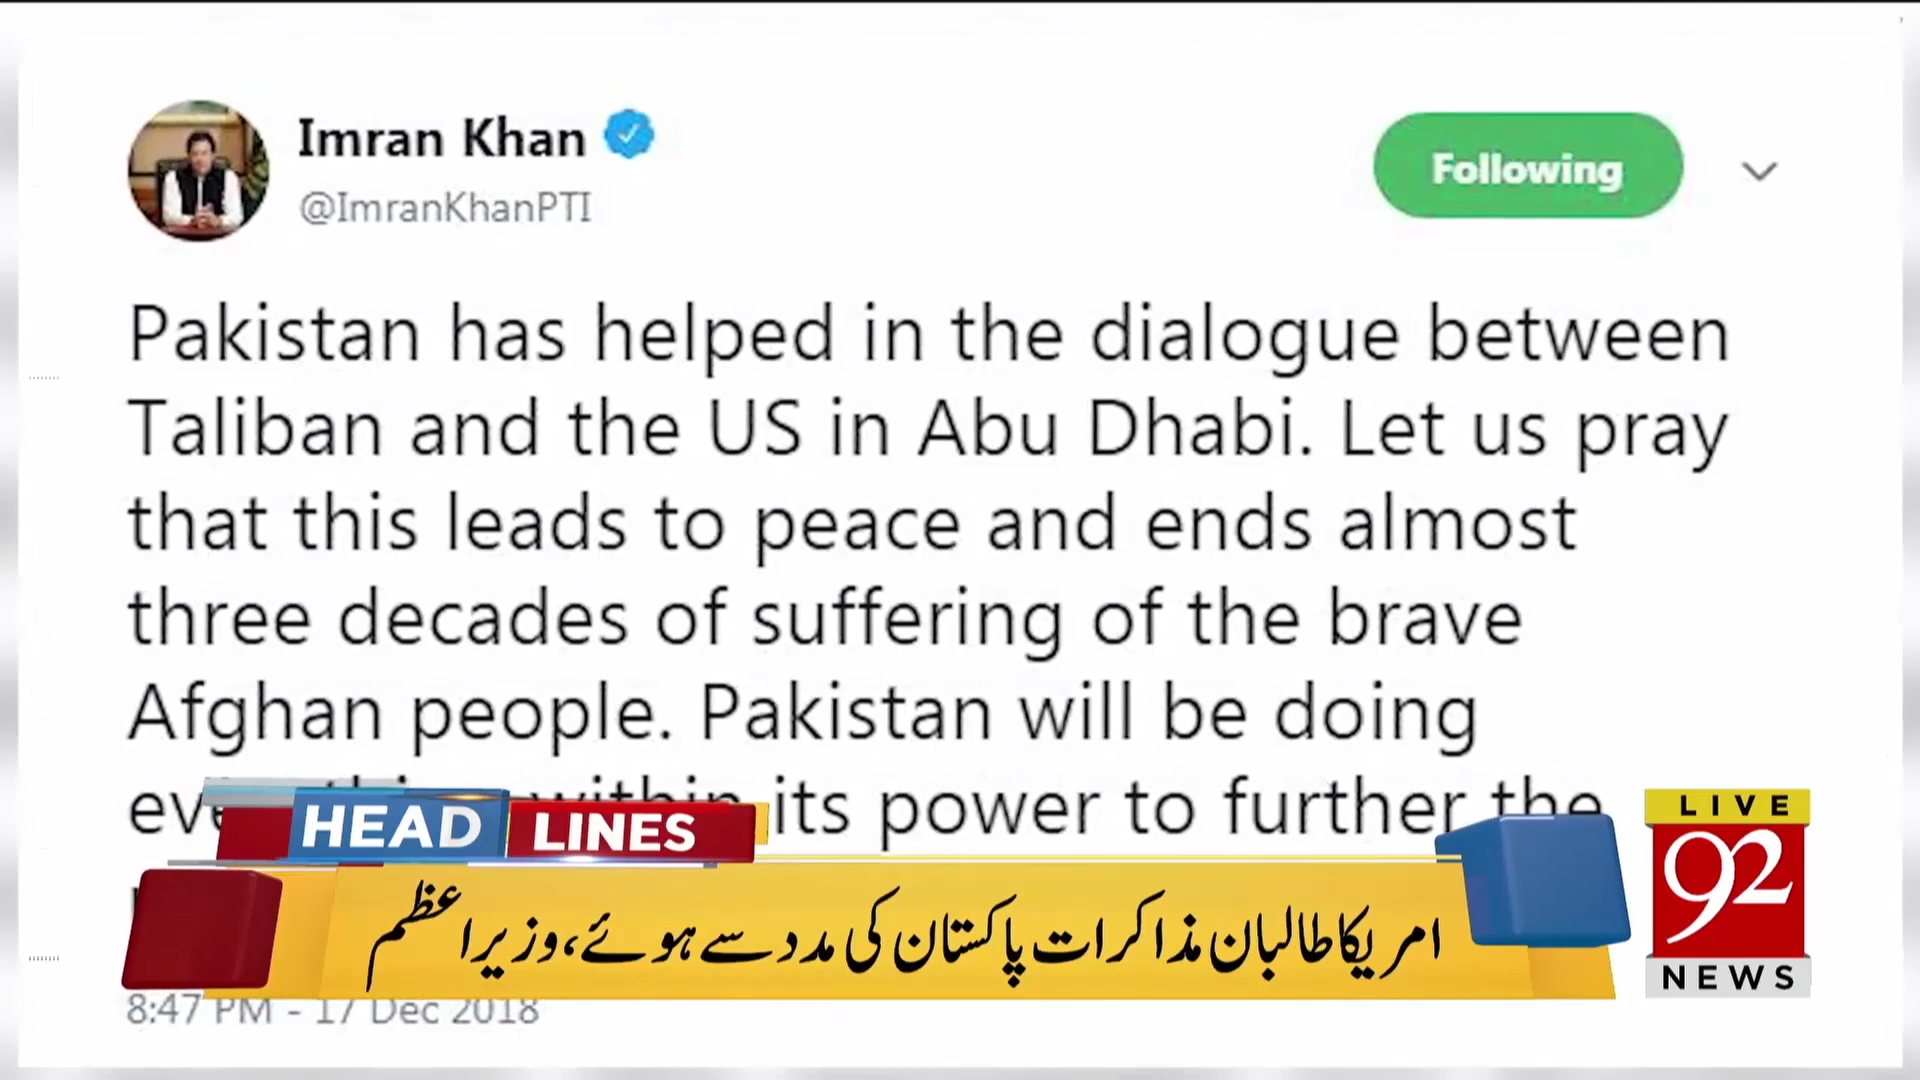 Imran Khan
@ImranKhanPTI
Following
Pakistan has helped in the dialogue between
Taliban and the US in Abu Dhabi. Let us pray
that this leads to peace and ends almost
three decades of suffering of the brave
Afghan people. Pakistan will be doing
its power to further the
HEAD LINES
امریکا طالبان مذاکرات پاکستان کی مدد سے ہوئے، وزیراعظم
8:47 PM - 17 Dec 2018
LIVE
92
NEWS